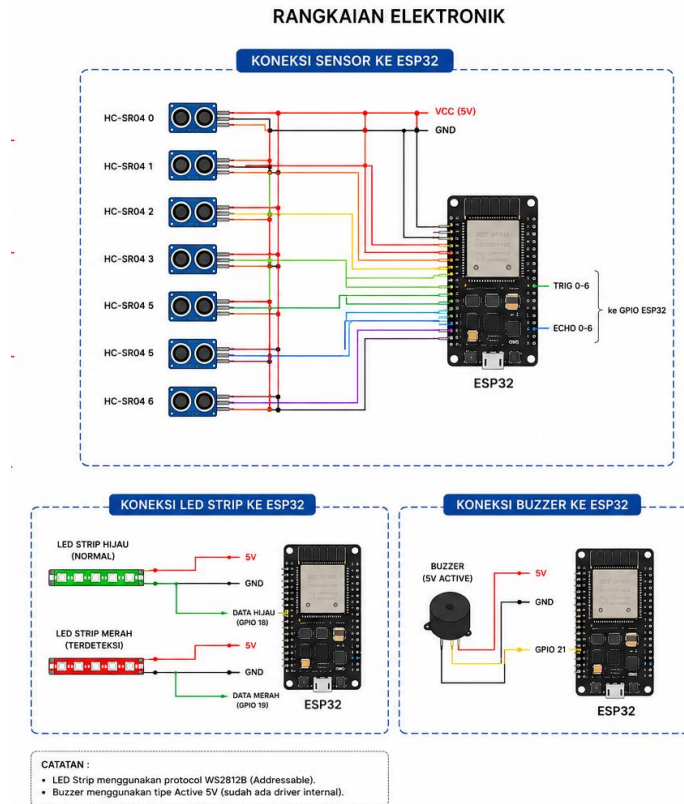 RANGKAIAN ELEKTRONIK
KONEKSI SENSOR KE ESP32
HC-SR04 0
VCC (5V)
GND
HC-SR04 1
HC-SR04 2
HC-SR04 3
HC-SR04 5
HC-SR04 5
HC-SR04 6
TRIG 0-6
ke GPIO ESP32
ECHO 0-6
ESP32
KONEKSI LED STRIP KE ESP32
LED STRIP HIJAU
(NORMAL)
5V
GND
DATA HIJAU
(GPIO 18)
LED STRIP MERAH
(TERDETEKSI)
5V
GND
DATA MERAH
(GPIO 19)
ESP32
KONEKSI BUZZER KE ESP32
BUZZER
(5V ACTIVE)
5V
GND
GPIO 21
ESP32
CATATAN :
• LED Strip menggunakan protocol WS2812B (Addressable).
• Buzzer menggunakan tipe Active 5V (sudah ada driver internal).